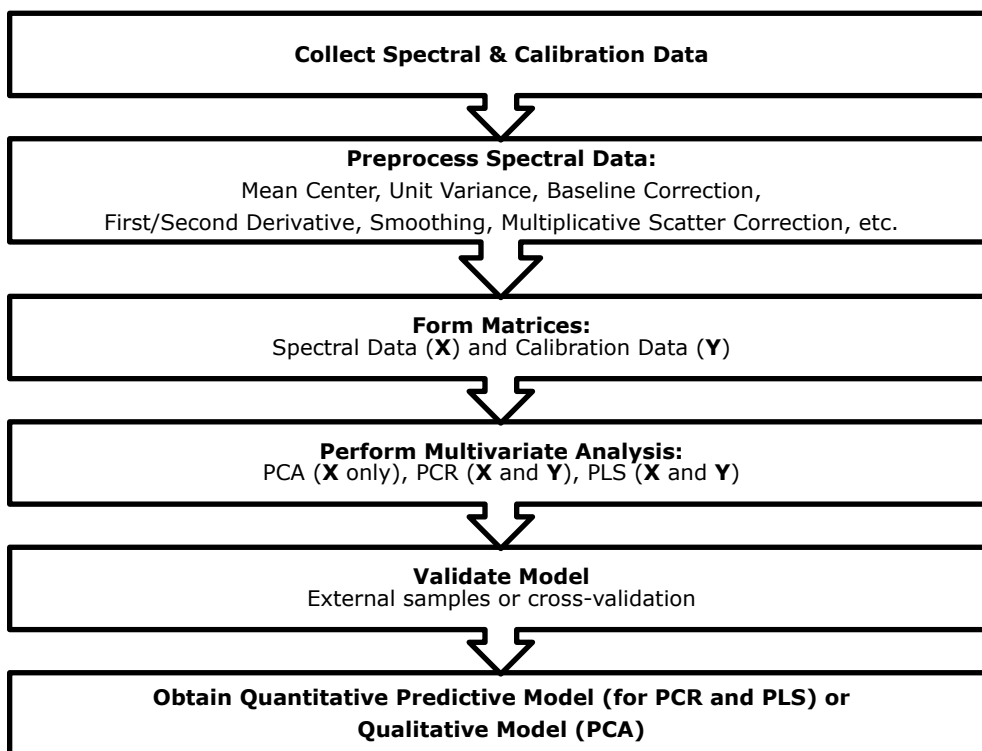 Collect Spectral & Calibration Data
Preprocess Spectral Data:
Mean Center, Unit Variance, Baseline Correction,
First/Second Derivative, Smoothing, Multiplicative Scatter Correction, etc.
Form Matrices:
Spectral Data (X) and Calibration Data (Y)
Perform Multivariate Analysis:
PCA (X only), PCR (X and Y), PLS (X and Y)
Validate Model
External samples or cross-validation
Obtain Quantitative Predictive Model (for PCR and PLS) or
Qualitative Model (PCA)